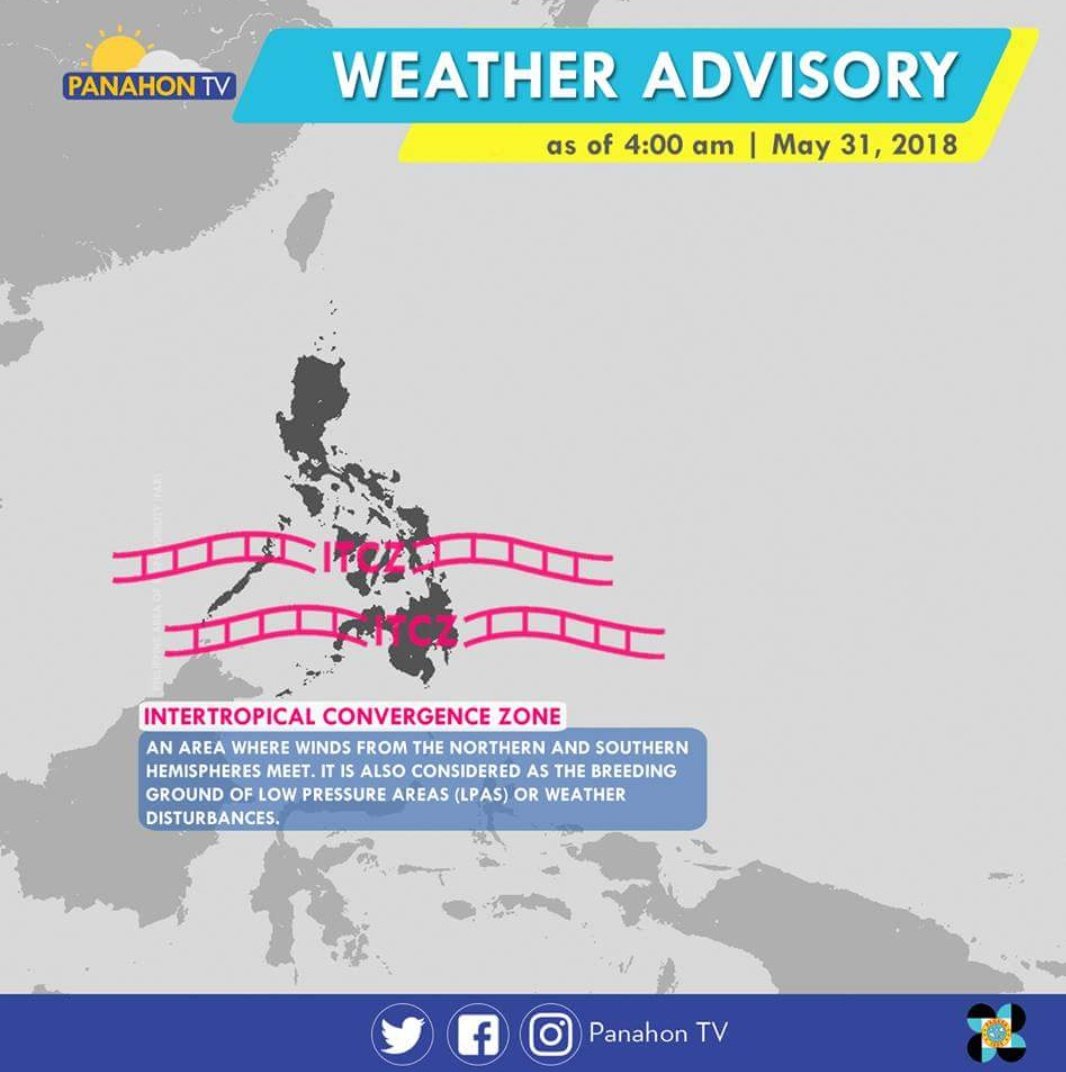 PANAHON TV
WEATHER ADVISORY
as of 4:00 am | May 31, 2018
ITCZ
ITCZ
INTERTROPICAL CONVERGENCE ZONE
AN AREA WHERE WINDS FROM THE NORTHERN AND SOUTHERN
HEMISPHERES MEET. IT IS ALSO CONSIDERED AS THE BREEDING
GROUND OF LOW PRESSURE AREAS (LPAS) OR WEATHER
DISTURBANCES.
Panahon TV